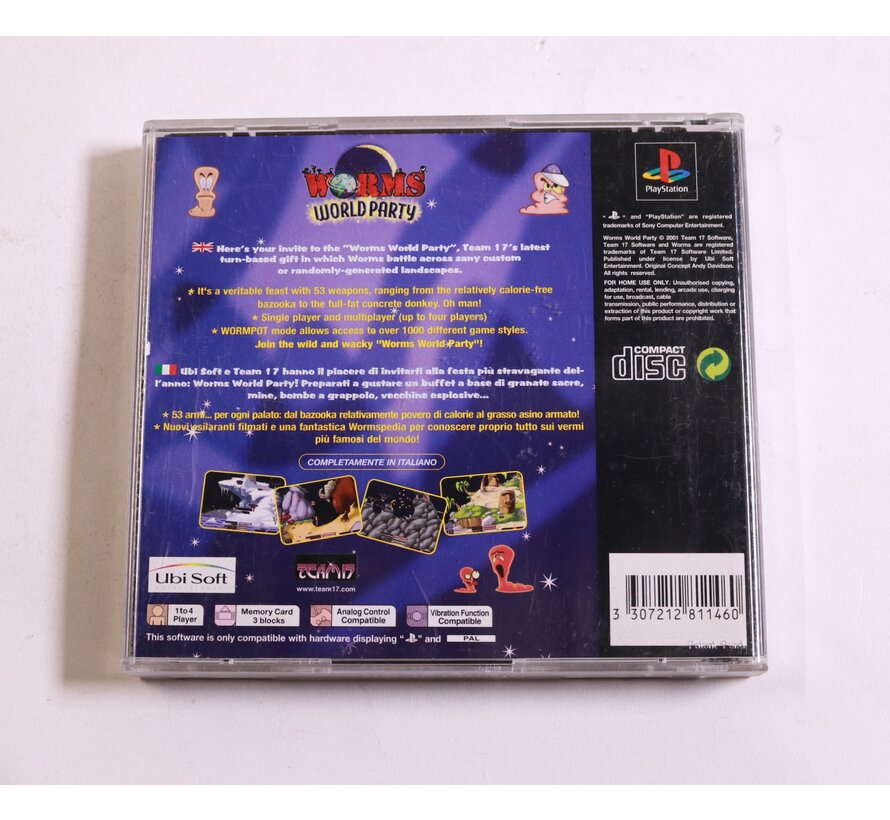 WORMS
WORLD PARTY
Here's your invite to the "Worms World Party", Team 17's latest
turn-based gift in which Worms battle across zany custom
or randomly-generated landscapes.
* It's a veritable feast with 53 weapons, ranging from the relatively calorie-free
bazooka to the full-fat concrete donkey. Oh man!
* Single player and multiplayer (up to four players)
* WORMPOT mode allows access to over 1000 different game styles.
Join the wild and wacky "Worms World Party"!
Ubi Soft e Team 17 hanno il piacere di invitarti alla festa più stravagante del-
l'anno: Worms World Party! Preparati a gustare un buffet a base di granate sacre,
mine, bombe a grappolo, vecchine esplosive...
* 53 armi... per ogni palato: dal bazooka relativamente povero di calorie al grasso asino armato!
* Nuovi esilaranti filmati e una fantastica Wormspedia per conoscere proprio tutto sui vermi
più famosi del mondo!
COMPLETAMENTE IN ITALIANO
Ubi Soft
TEAM17
www.team17.com
1 to 4
Player
Memory Card
3 blocks
Analog Control
Compatible
Vibration Function
Compatible
This software is only compatible with hardware displaying " " and PAL
PlayStation
" " and "PlayStation" are registered
trademarks of Sony Computer Entertainment.
Worms World Party © 2001 Team 17 Software,
Team 17 Software and Worms are registered
trademarks of Team 17 Software Limited.
Published under license by Ubi Soft
Entertainment. Original Concept Andy Davidson.
All rights reserved.
FOR HOME USE ONLY. Unauthorised copying,
adaptation, rental, lending, arcade use, charging
for use, broadcast, cable
transmission, public performance, distribution or
extraction of this product or copyright work that
forms part of this product are prohibited.
COMPACT
disc
3 307212 811460